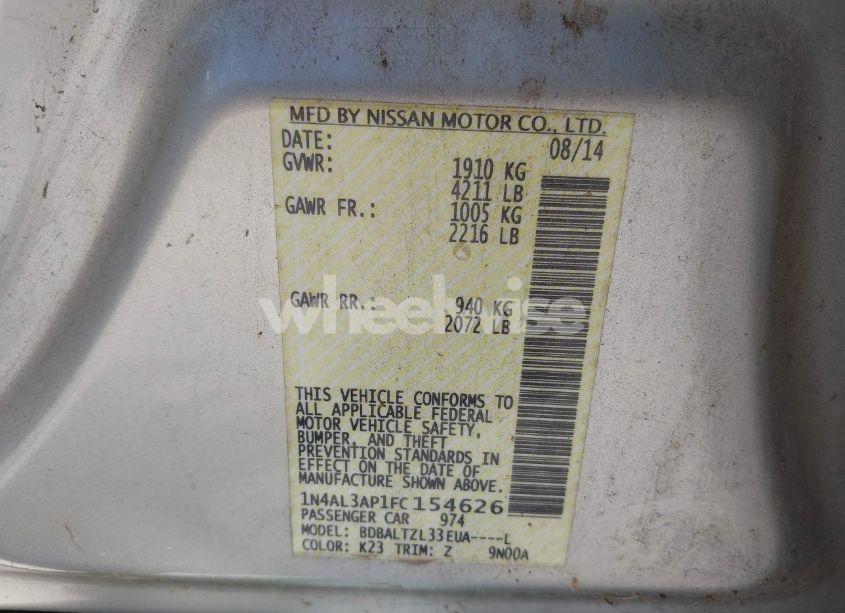 MFD BY NISSAN MOTOR CO., LTD.
DATE: 08/14
GVWR: 1910 KG
4211 LB
GAWR FR.: 1005 KG
2216 LB
GAWR RR.: 940 KG
2072 LB
wheelwise
THIS VEHICLE CONFORMS TO
ALL APPLICABLE FEDERAL
MOTOR VEHICLE SAFETY,
BUMPER, AND THEFT
PREVENTION STANDARDS IN
EFFECT ON THE DATE OF
MANUFACTURE SHOWN ABOVE.
1N4AL3AP1FC154626
PASSENGER CAR 974
MODEL: BDBALTZL33EUA----L
COLOR: K23 TRIM: Z 9N00A